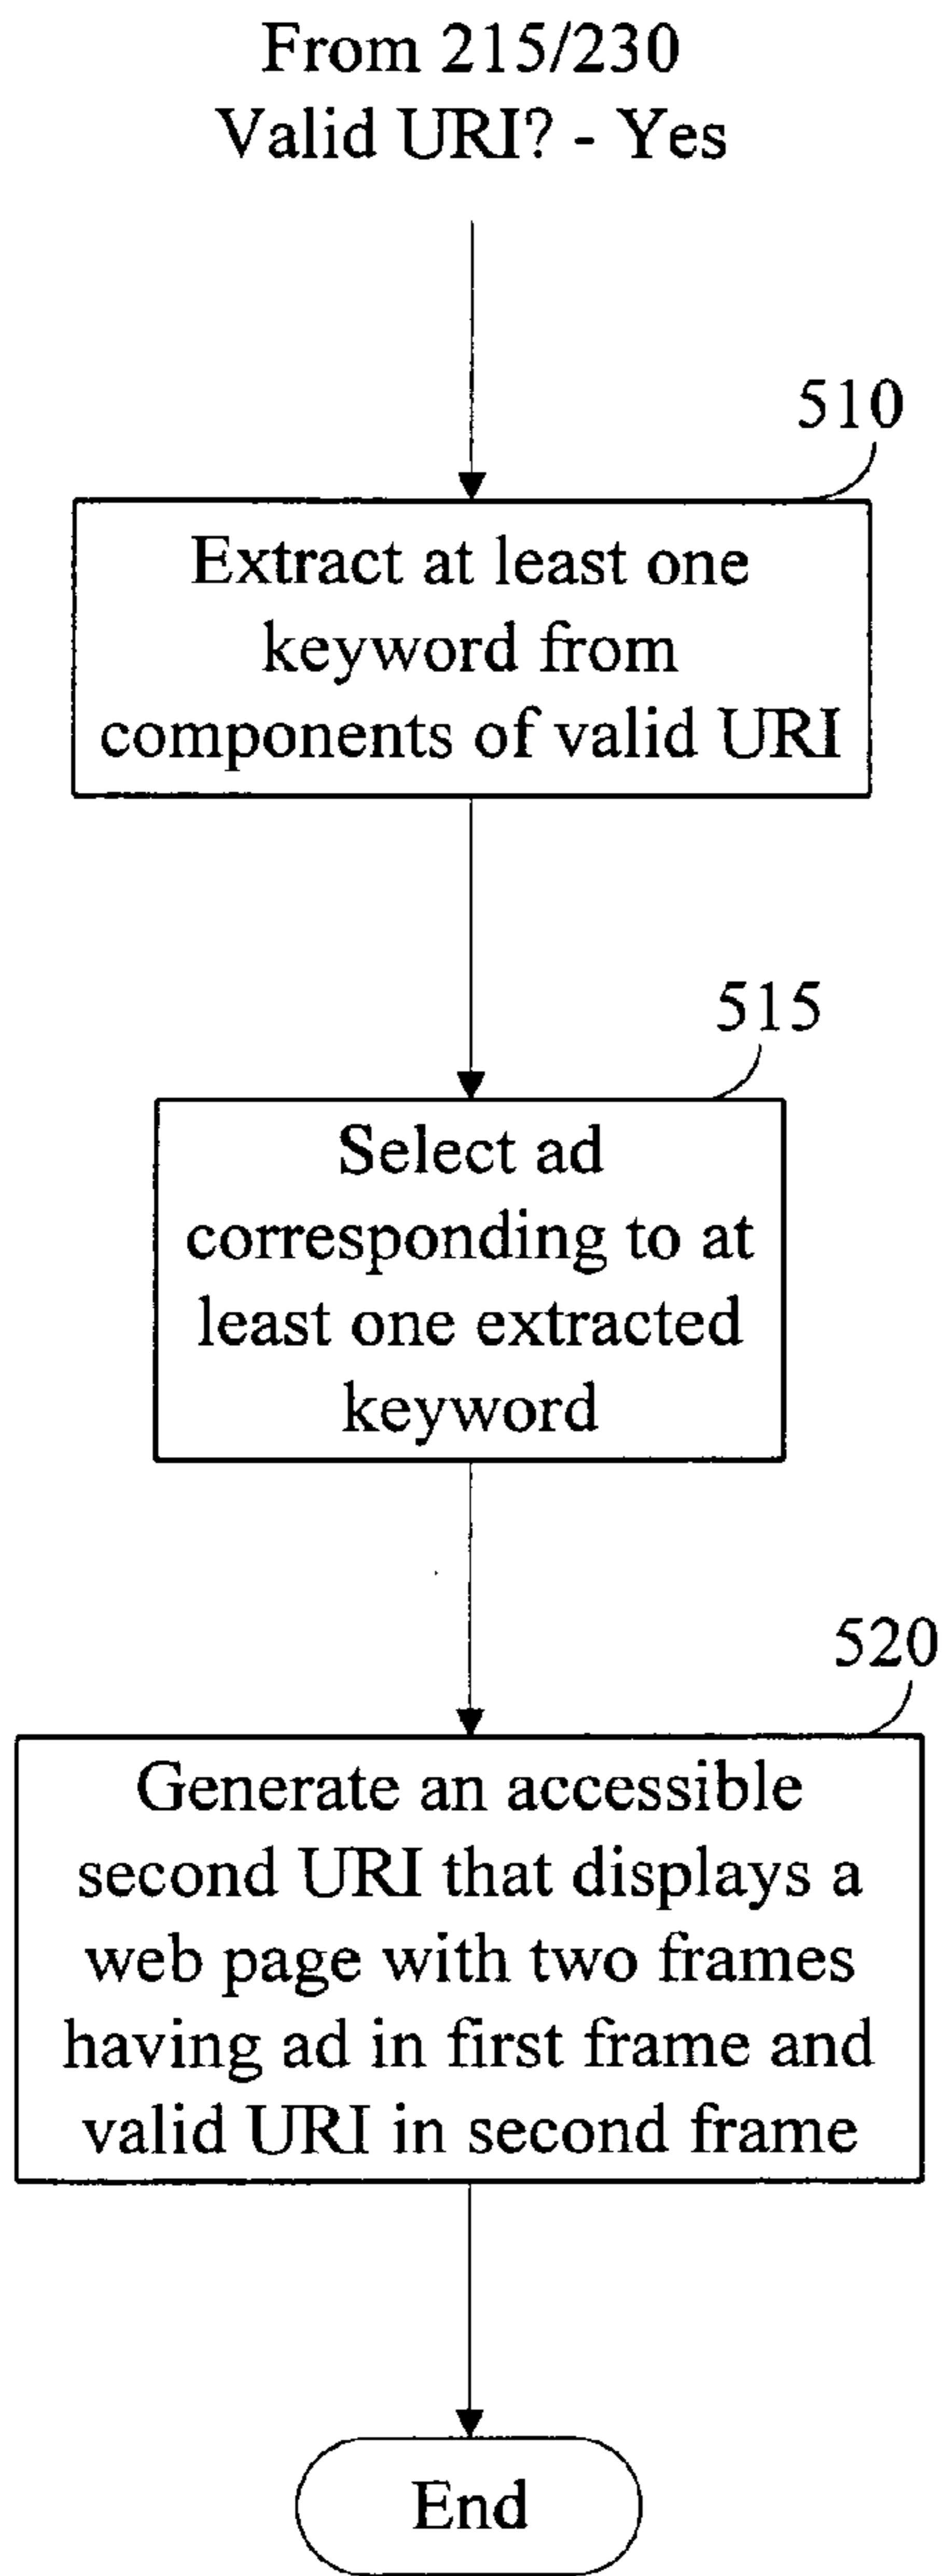 From 215/230
Valid URI? - Yes
510
Extract at least one
keyword from
components of valid URI
515
Select ad
corresponding to at
least one extracted
keyword
520
Generate an accessible
second URI that displays a
web page with two frames
having ad in first frame and
valid URI in second frame
End